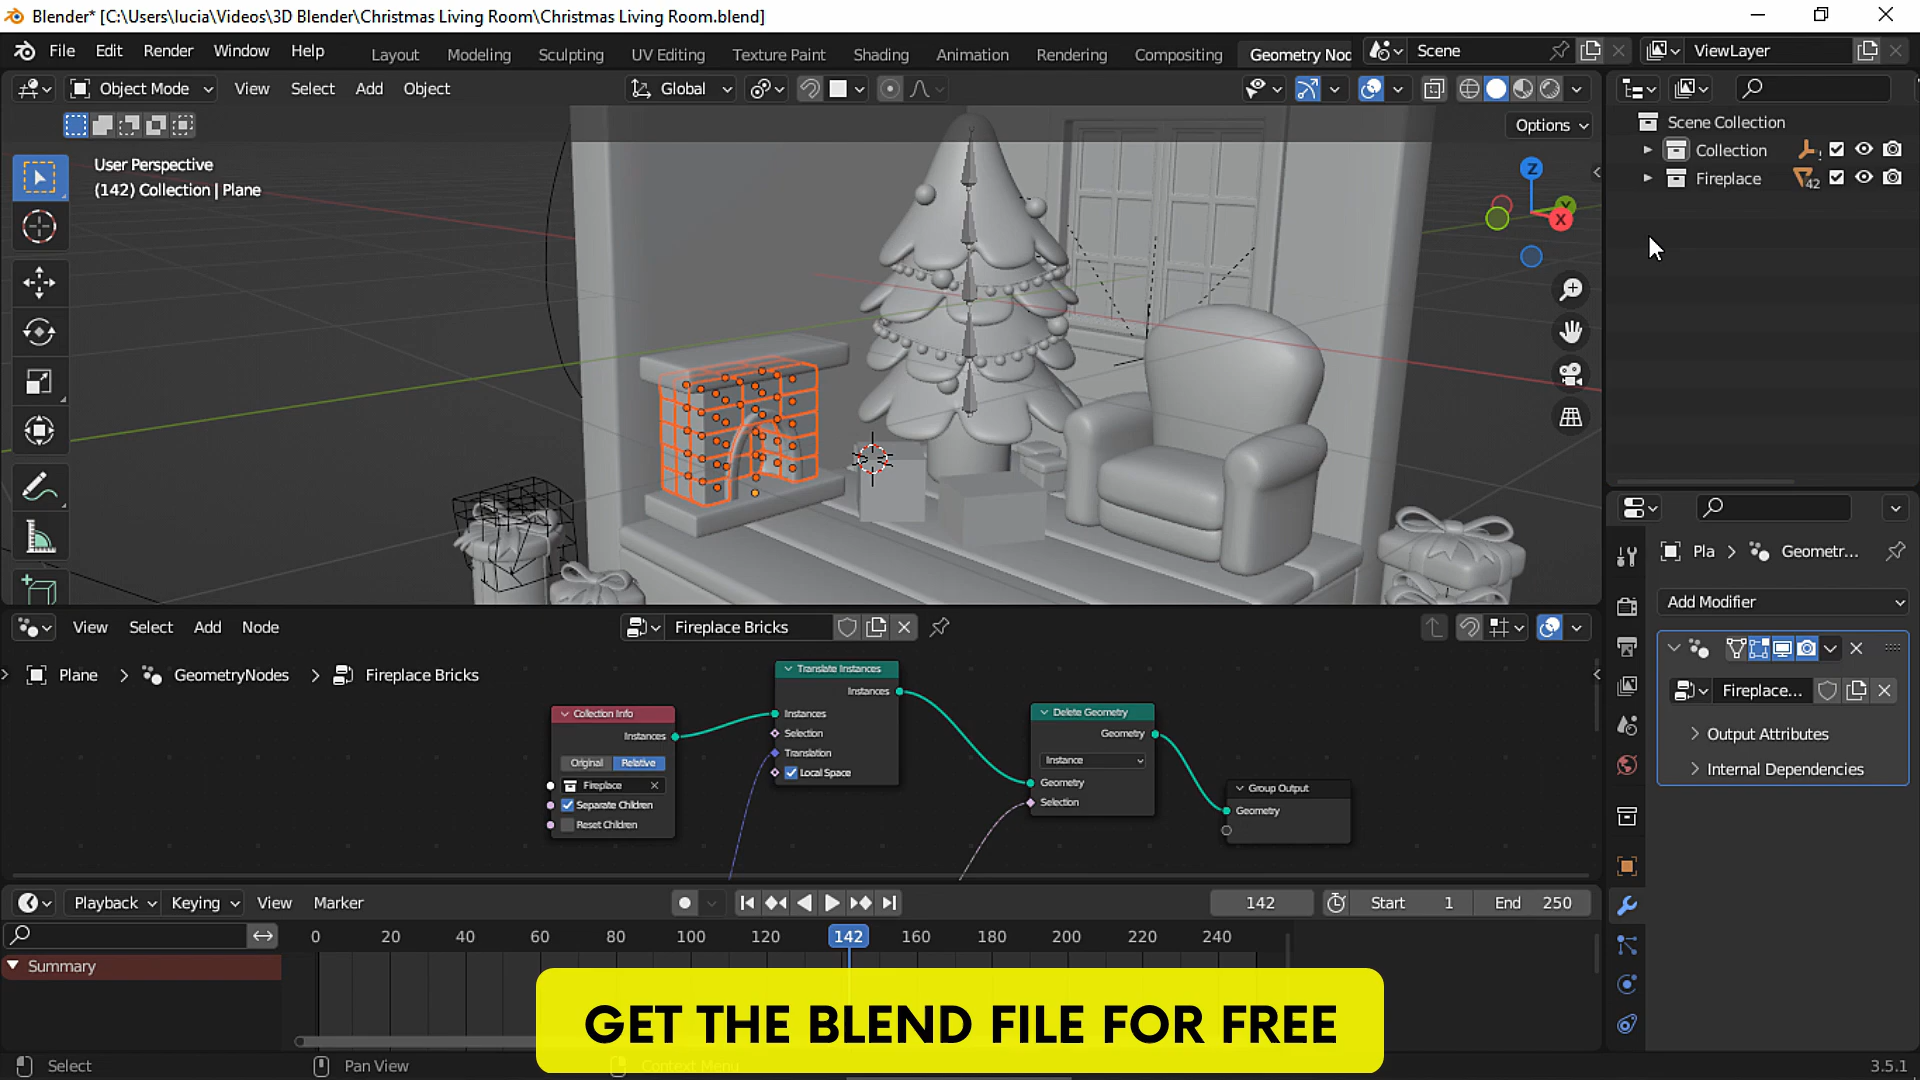 Blender* [C:\Users\lucia\Videos\3D Blender\Christmas Living Room\Christmas Living Room.blend]
File Edit Render Window Help
Layout Modeling Sculpting UV Editing Texture Paint Shading Animation Rendering Compositing Geometry Noc
Scene
ViewLayer
Object Mode View Select Add Object
Global
Options
User Perspective
(142) Collection | Plane
Z
Y
X
Scene Collection
Collection
Fireplace
42
Pla > Geometr...
Add Modifier
Fireplace...
Output Attributes
Internal Dependencies
View Select Add Node
Fireplace Bricks
Plane > GeometryNodes > Fireplace Bricks
Collection Info
Instances
Original Relative
Fireplace
Separate Children
Reset Children
Translate Instances
Instances
Instances
Selection
Translation
Local Space
Delete Geometry
Geometry
Instance
Geometry
Selection
Group Output
Geometry
Playback Keying View Marker
142
Start 1
End 250
0 20 40 60 80 100 120 142 160 180 200 220 240
Summary
GET THE BLEND FILE FOR FREE
Select
Pan View
Context Menu
3.5.1